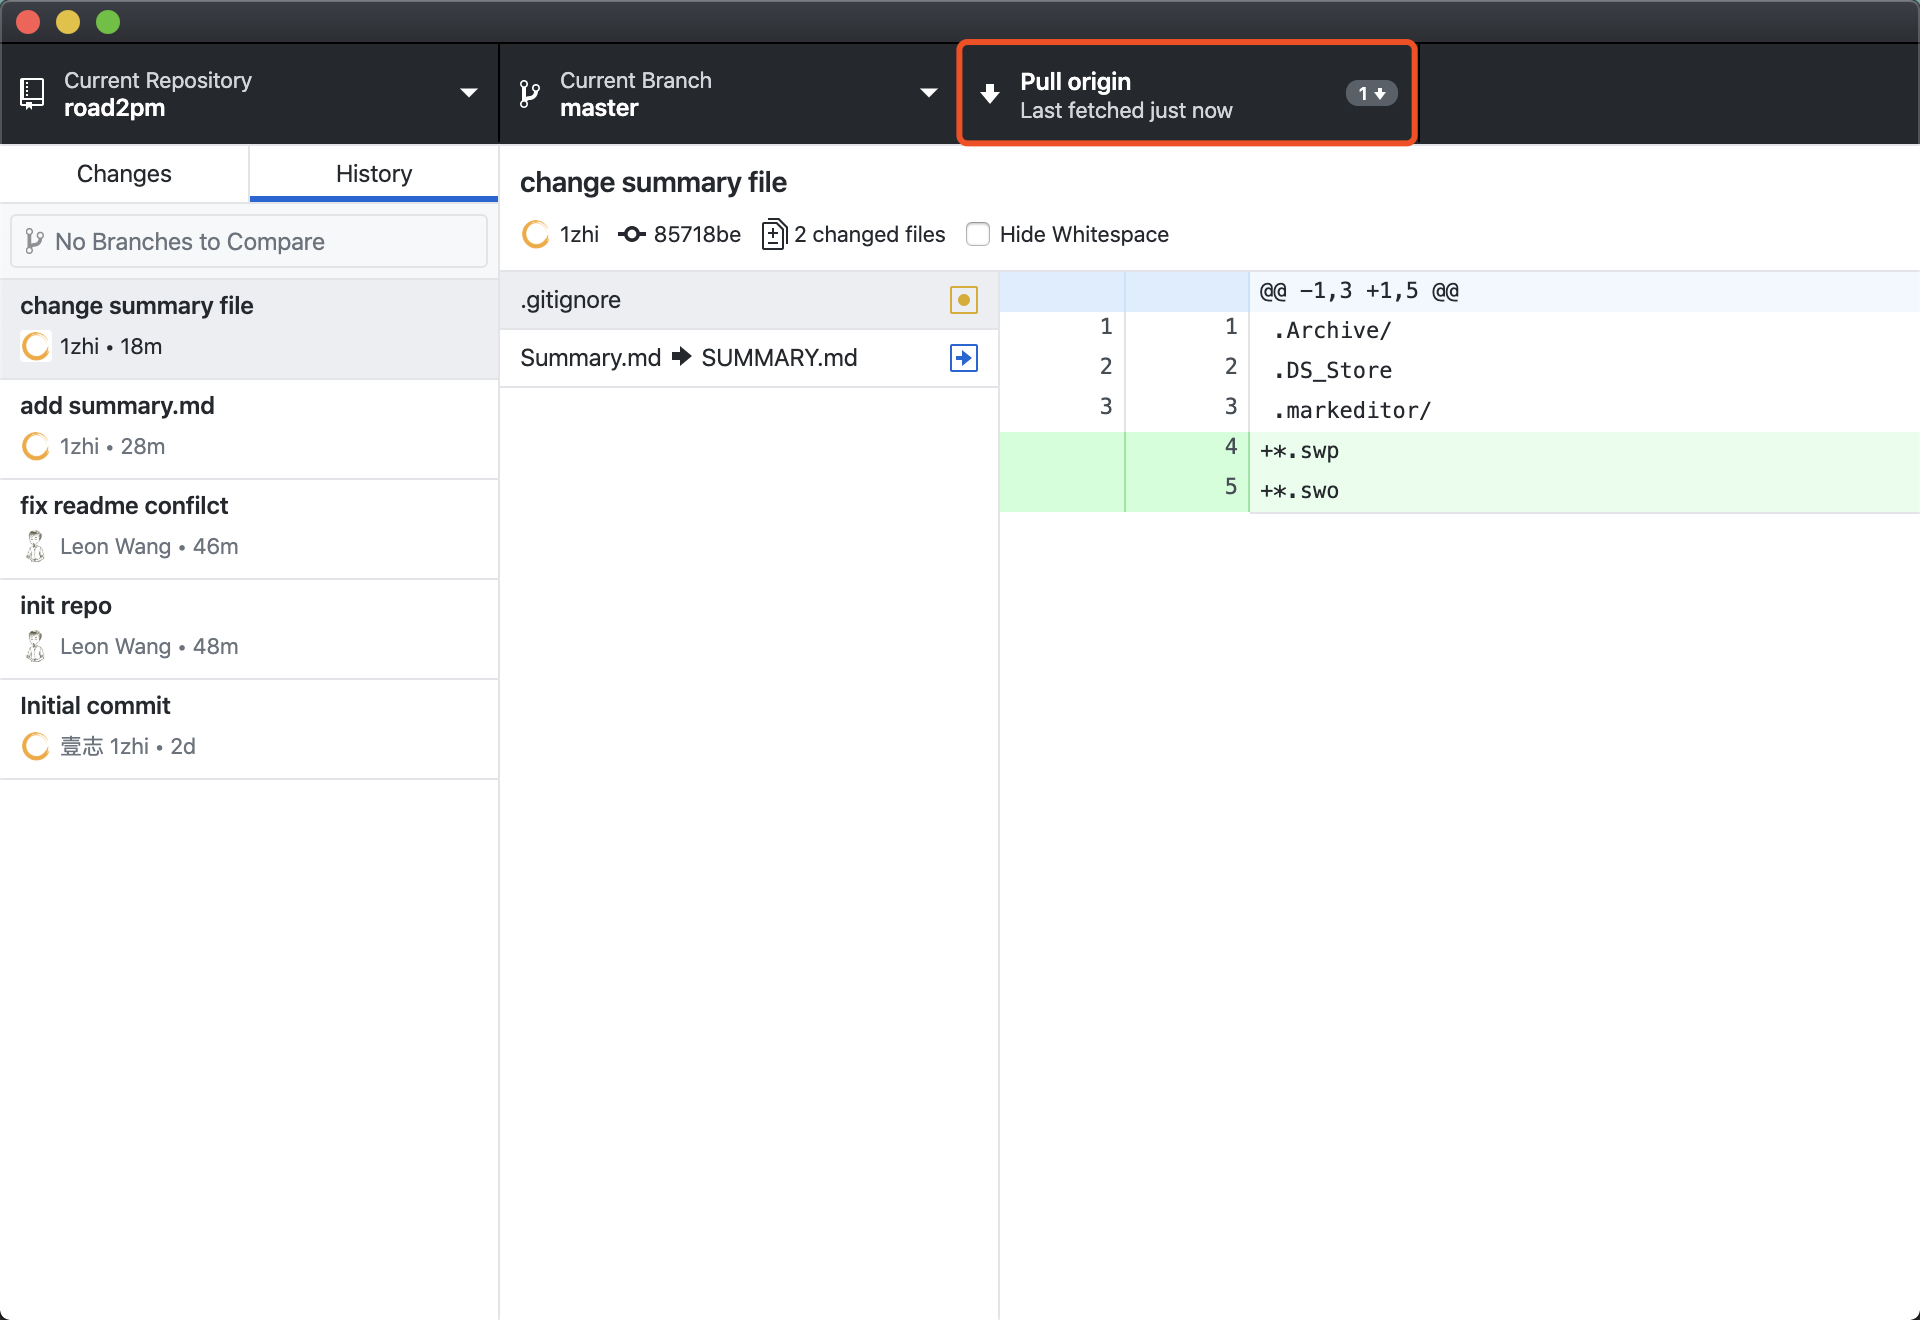 Current Repository
road2pm
Current Branch
master
Pull origin
Last fetched just now
1
Changes
History
No Branches to Compare
change summary file
1zhi • 18m
add summary.md
1zhi • 28m
fix readme confilct
Leon Wang • 46m
init repo
Leon Wang • 48m
Initial commit
壹志 1zhi • 2d
change summary file
1zhi 85718be 2 changed files Hide Whitespace
.gitignore
Summary.md → SUMMARY.md
@@ -1,3 +1,5 @@
1 1 .Archive/
2 2 .DS_Store
3 3 .markeditor/
4 +*.swp
5 +*.swo